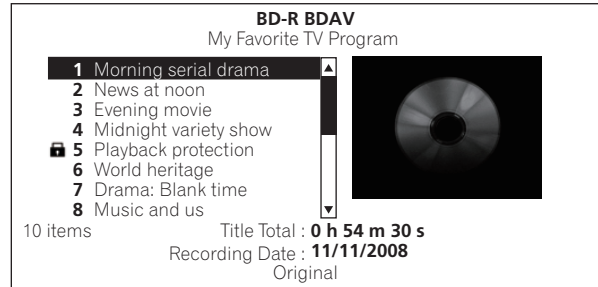 BD-R BDAV
My Favorite TV Program
1 Morning serial drama
2 News at noon
3 Evening movie
4 Midnight variety show
5 Playback protection
6 World heritage
7 Drama: Blank time
8 Music and us
10 items Title Total : 0 h 54 m 30 s
Recording Date : 11/11/2008
Original